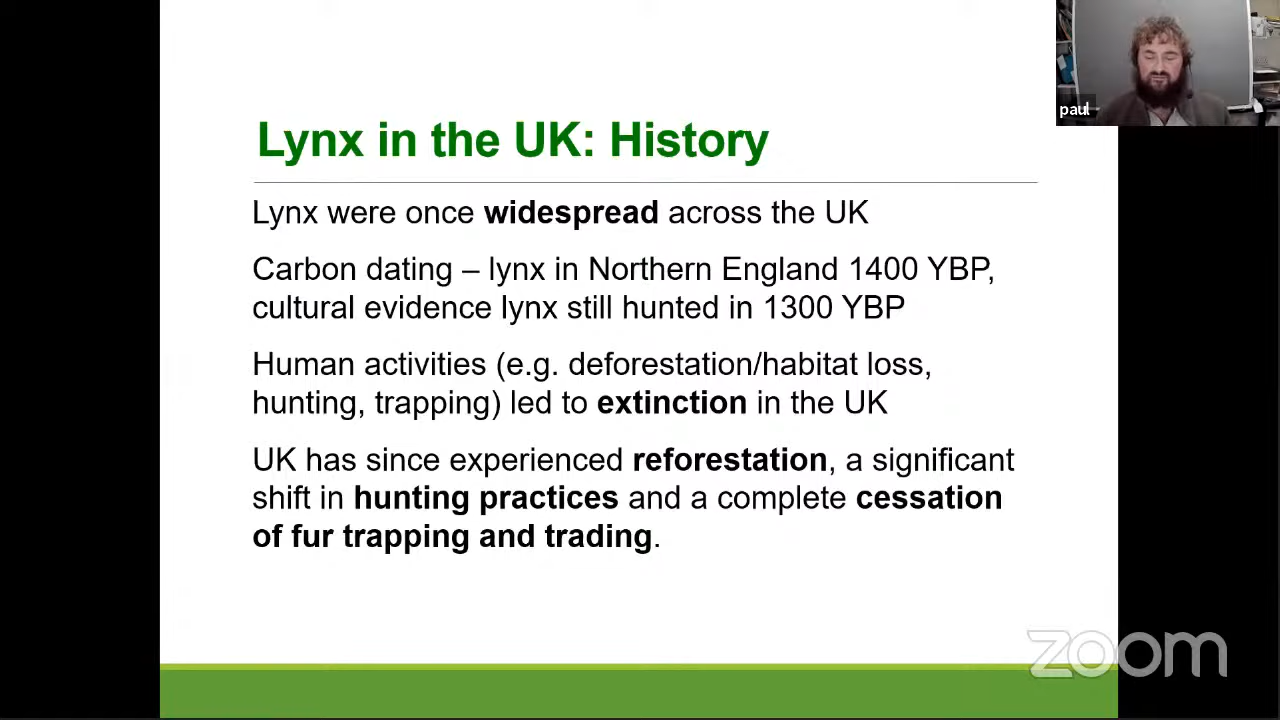 paul
Lynx in the UK: History
Lynx were once widespread across the UK
Carbon dating – lynx in Northern England 1400 YBP,
cultural evidence lynx still hunted in 1300 YBP
Human activities (e.g. deforestation/habitat loss,
hunting, trapping) led to extinction in the UK
UK has since experienced reforestation, a significant
shift in hunting practices and a complete cessation
of fur trapping and trading.
zoom